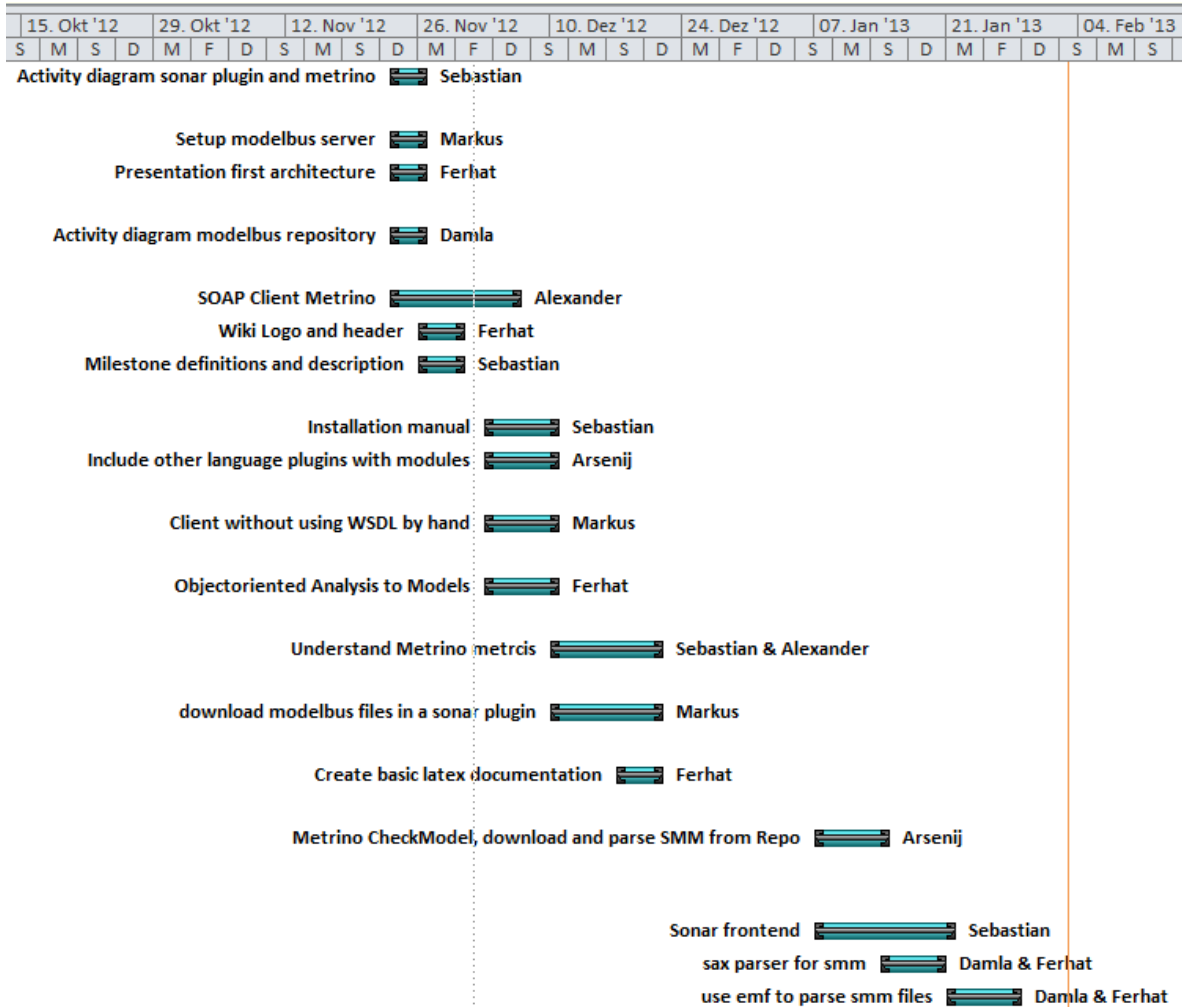 15. Okt '12 29. Okt '12 12. Nov '12 26. Nov '12 10. Dez '12 24. Dez '12 07. Jan '13 21. Jan '13 04. Feb '13
S M S D M F D S M S D M F D S M S D M F D S M S D M F D S M S
Activity diagram sonar plugin and metrino Sebastian
Setup modelbus server Markus
Presentation first architecture Ferhat
Activity diagram modelbus repository Damla
SOAP Client Metrino Alexander
Wiki Logo and header Ferhat
Milestone definitions and description Sebastian
Installation manual Sebastian
Include other language plugins with modules Arsenij
Client without using WSDL by hand Markus
Objectoriented Analysis to Models Ferhat
Understand Metrino metrcis Sebastian & Alexander
download modelbus files in a sonar plugin Markus
Create basic latex documentation Ferhat
Metrino CheckModel, download and parse SMM from Repo Arsenij
Sonar frontend Sebastian
sax parser for smm Damla & Ferhat
use emf to parse smm files Damla & Ferhat